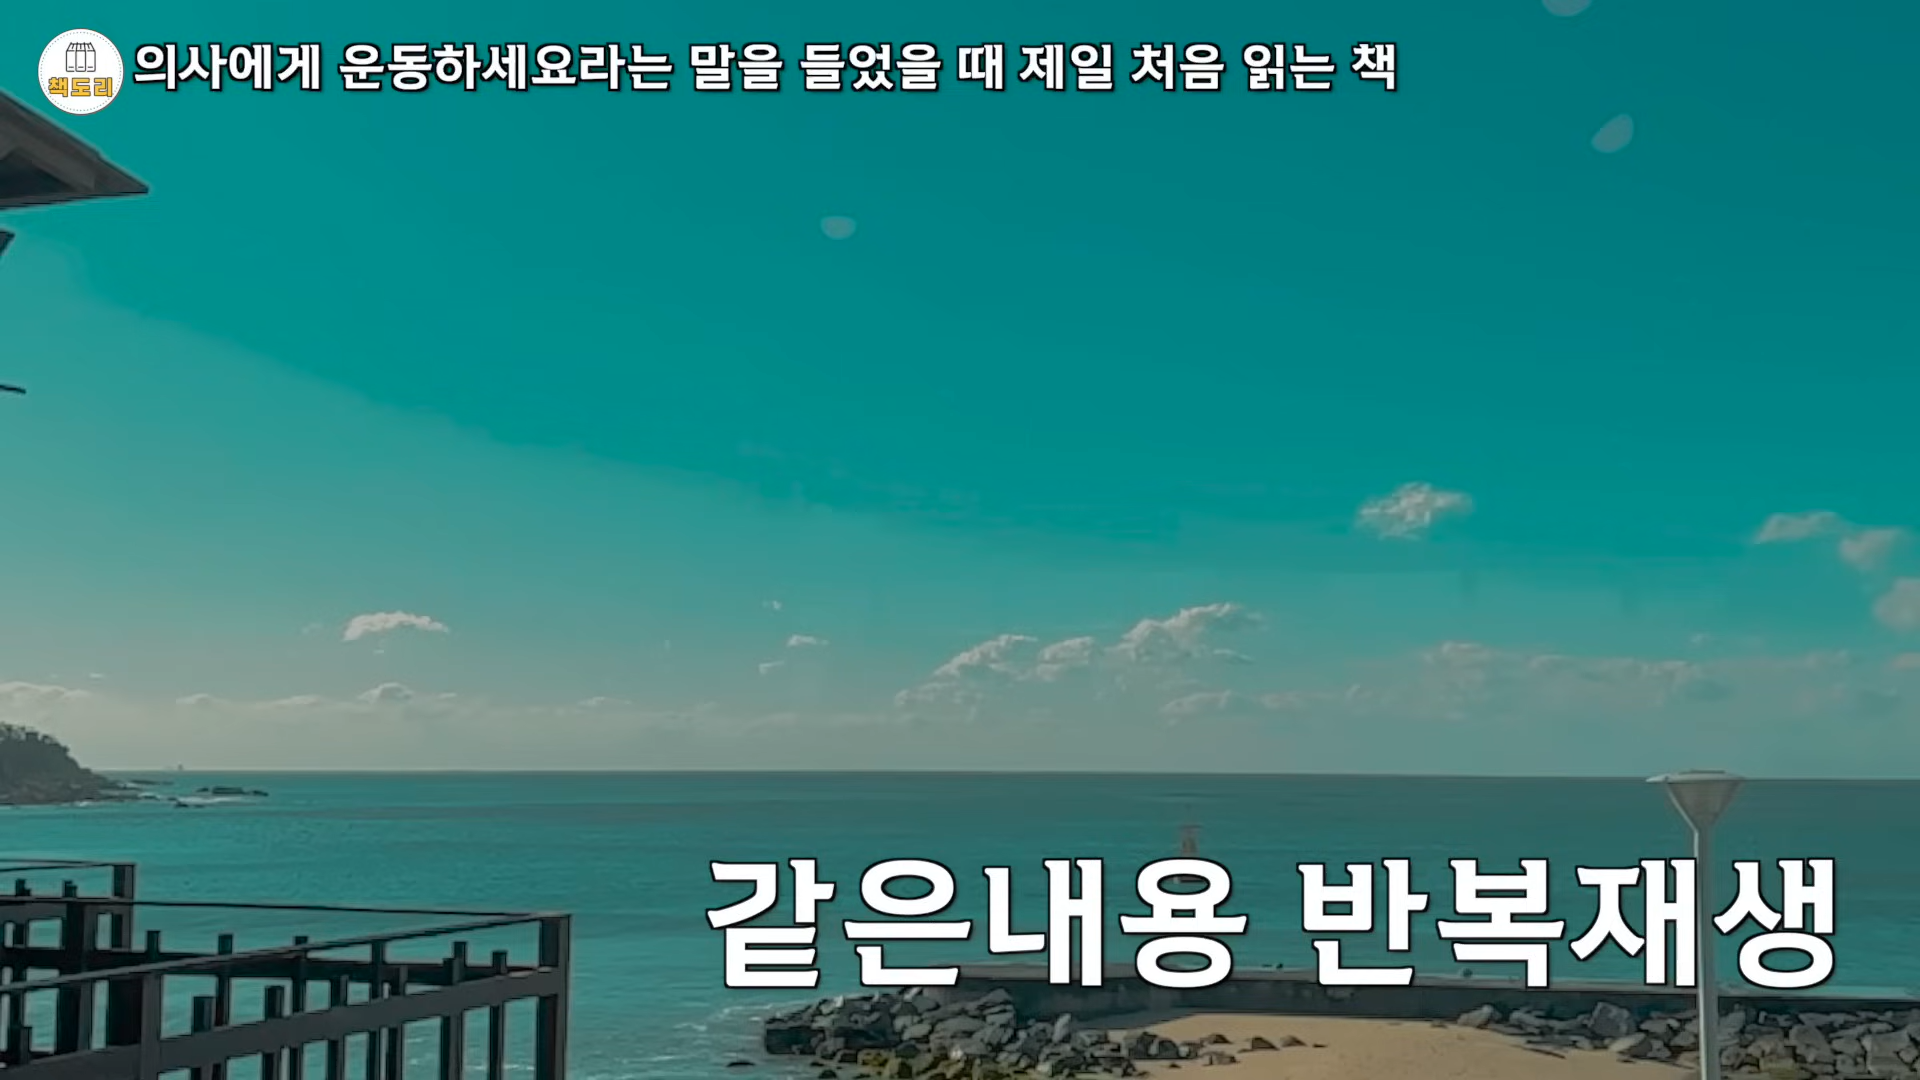 책도리
의사에게 운동하세요라는 말을 들었을 때 제일 처음 읽는 책
같은내용 반복재생